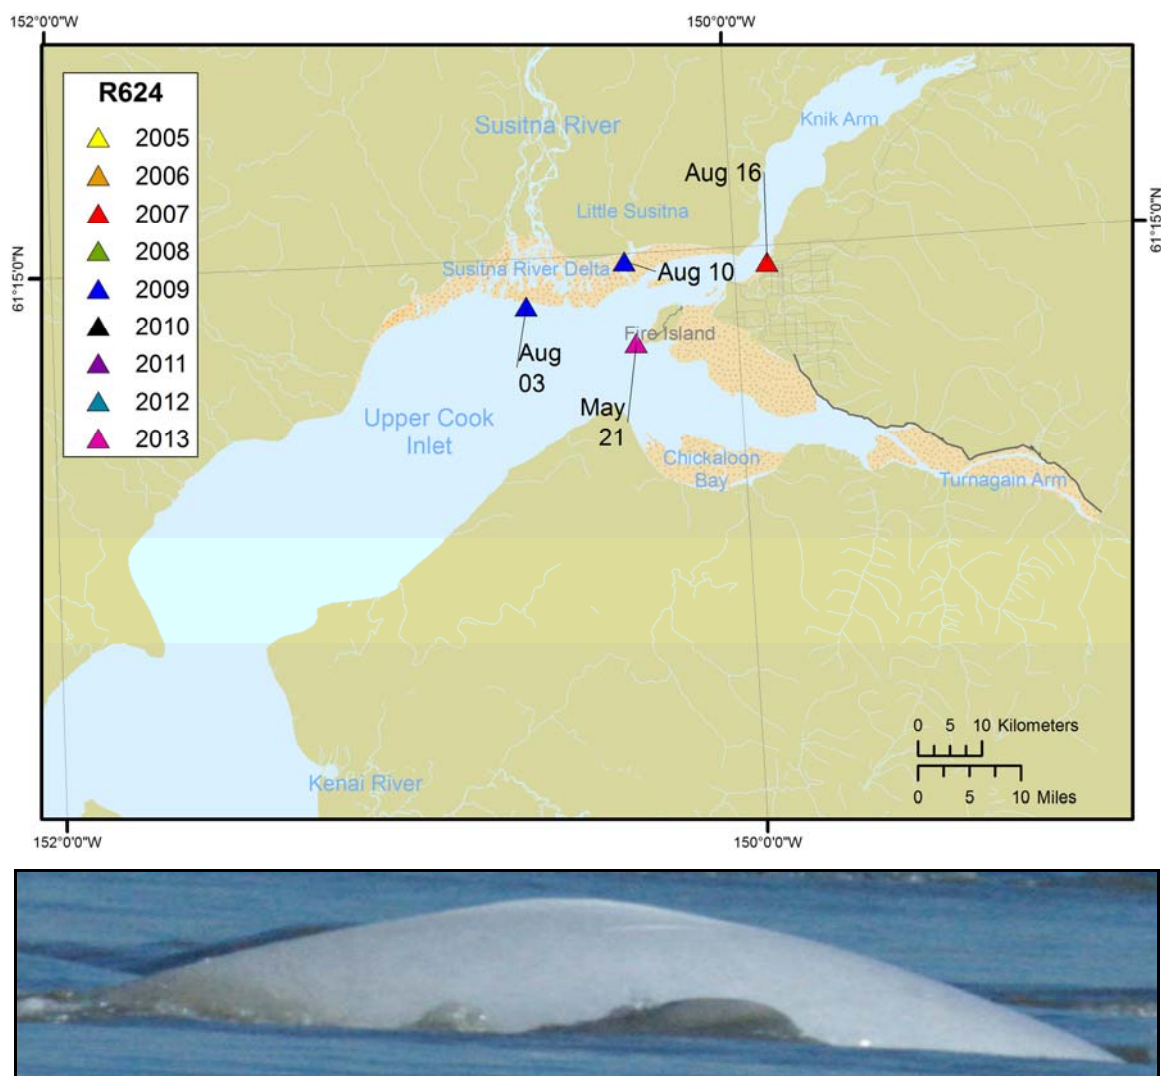 152°0'0"W
150°0'0"W
R624
2005
2006
2007
2008
2009
2010
2011
2012
2013
Susitna River
Knik Arm
Aug 16
Little Susitna
61°15'0"N
61°15'0"N
Susitna River Delta
Aug 10
Fire Island
Aug
03
May
21
Upper Cook
Inlet
Chickaloon
Bay
Turnagain Arm
0 5 10 Kilometers
0 5 10 Miles
Kenai River
152°0'0"W
150°0'0"W